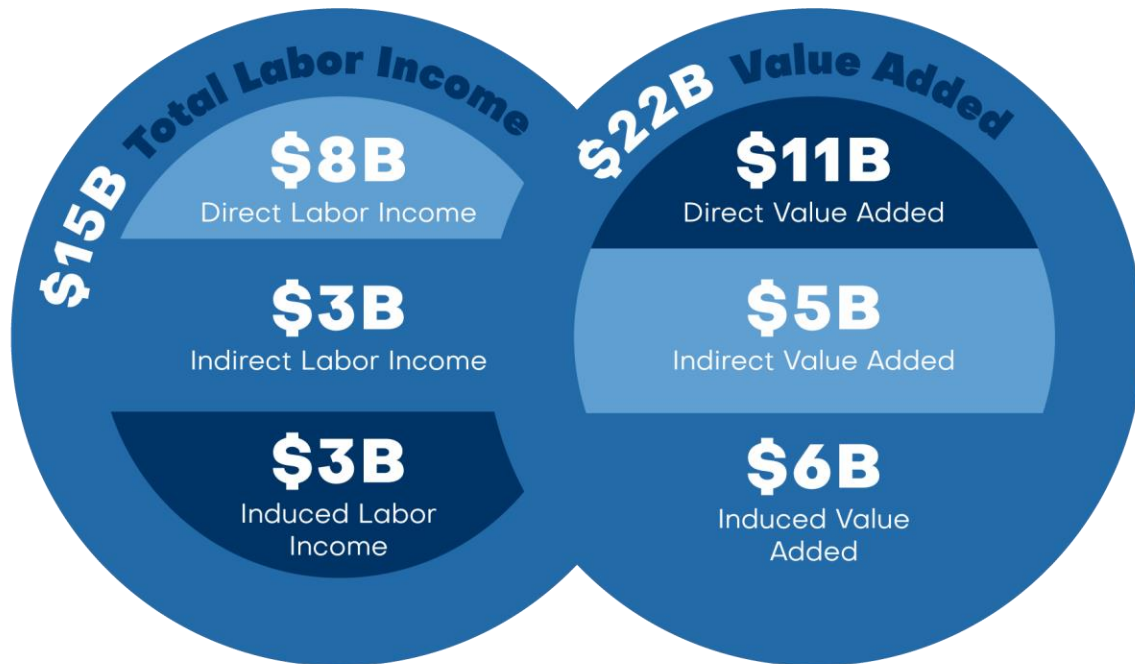 $15B Total Labor Income
$8B
Direct Labor Income
$3B
Indirect Labor Income
$3B
Induced Labor
Income
$22B Value Added
$11B
Direct Value Added
$5B
Indirect Value Added
$6B
Induced Value
Added